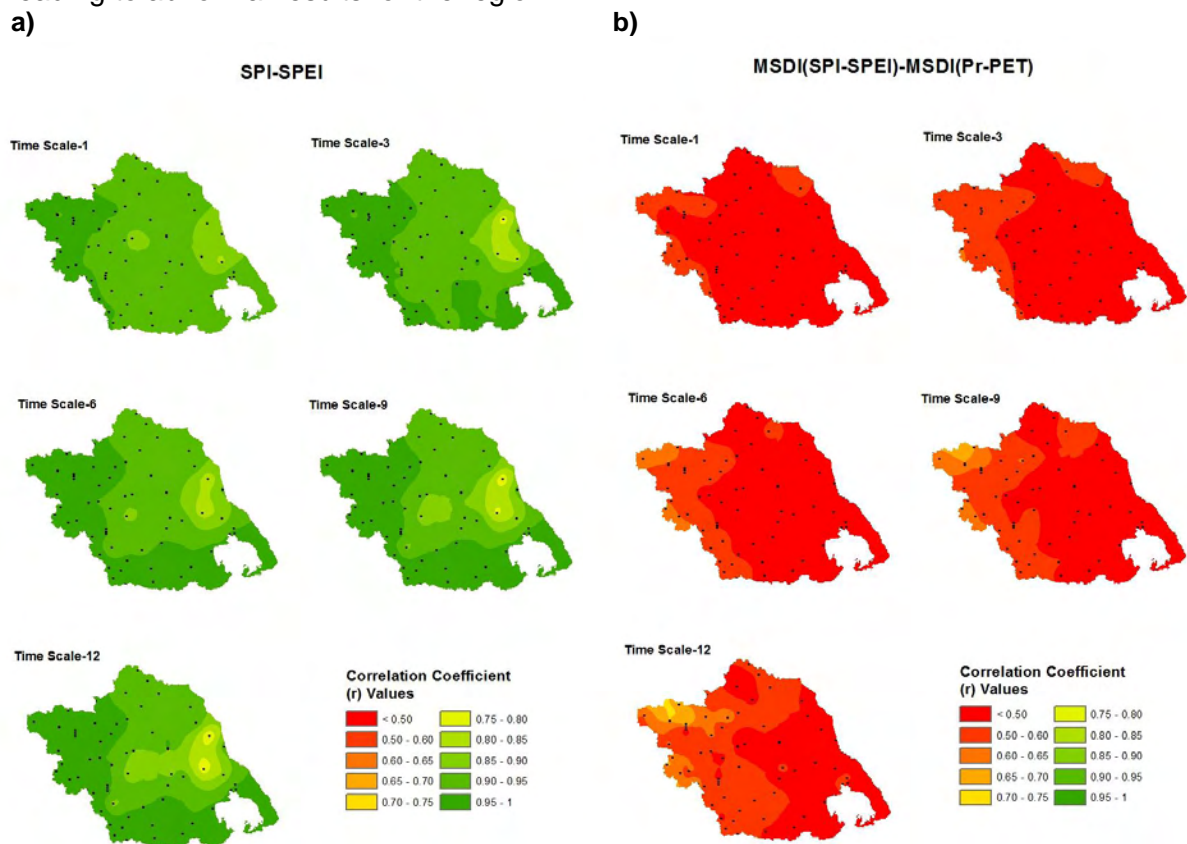 a)
b)
SPI-SPEI
MSDI(SPI-SPEI)-MSDI(Pr-PET)
Time Scale-1
Time Scale-3
Time Scale-1
Time Scale-3
Time Scale-6
Time Scale-9
Time Scale-6
Time Scale-9
Time Scale-12
Correlation Coefficient
(r) Values
< 0.50
0.75 - 0.80
0.50 - 0.60
0.80 - 0.85
0.60 - 0.65
0.85 - 0.90
0.65 - 0.70
0.90 - 0.95
0.70 - 0.75
0.95 - 1
Time Scale-12
Correlation Coefficient
(r) Values
< 0.50
0.75 - 0.80
0.50 - 0.60
0.80 - 0.85
0.60 - 0.65
0.85 - 0.90
0.65 - 0.70
0.90 - 0.95
0.70 - 0.75
0.95 - 1